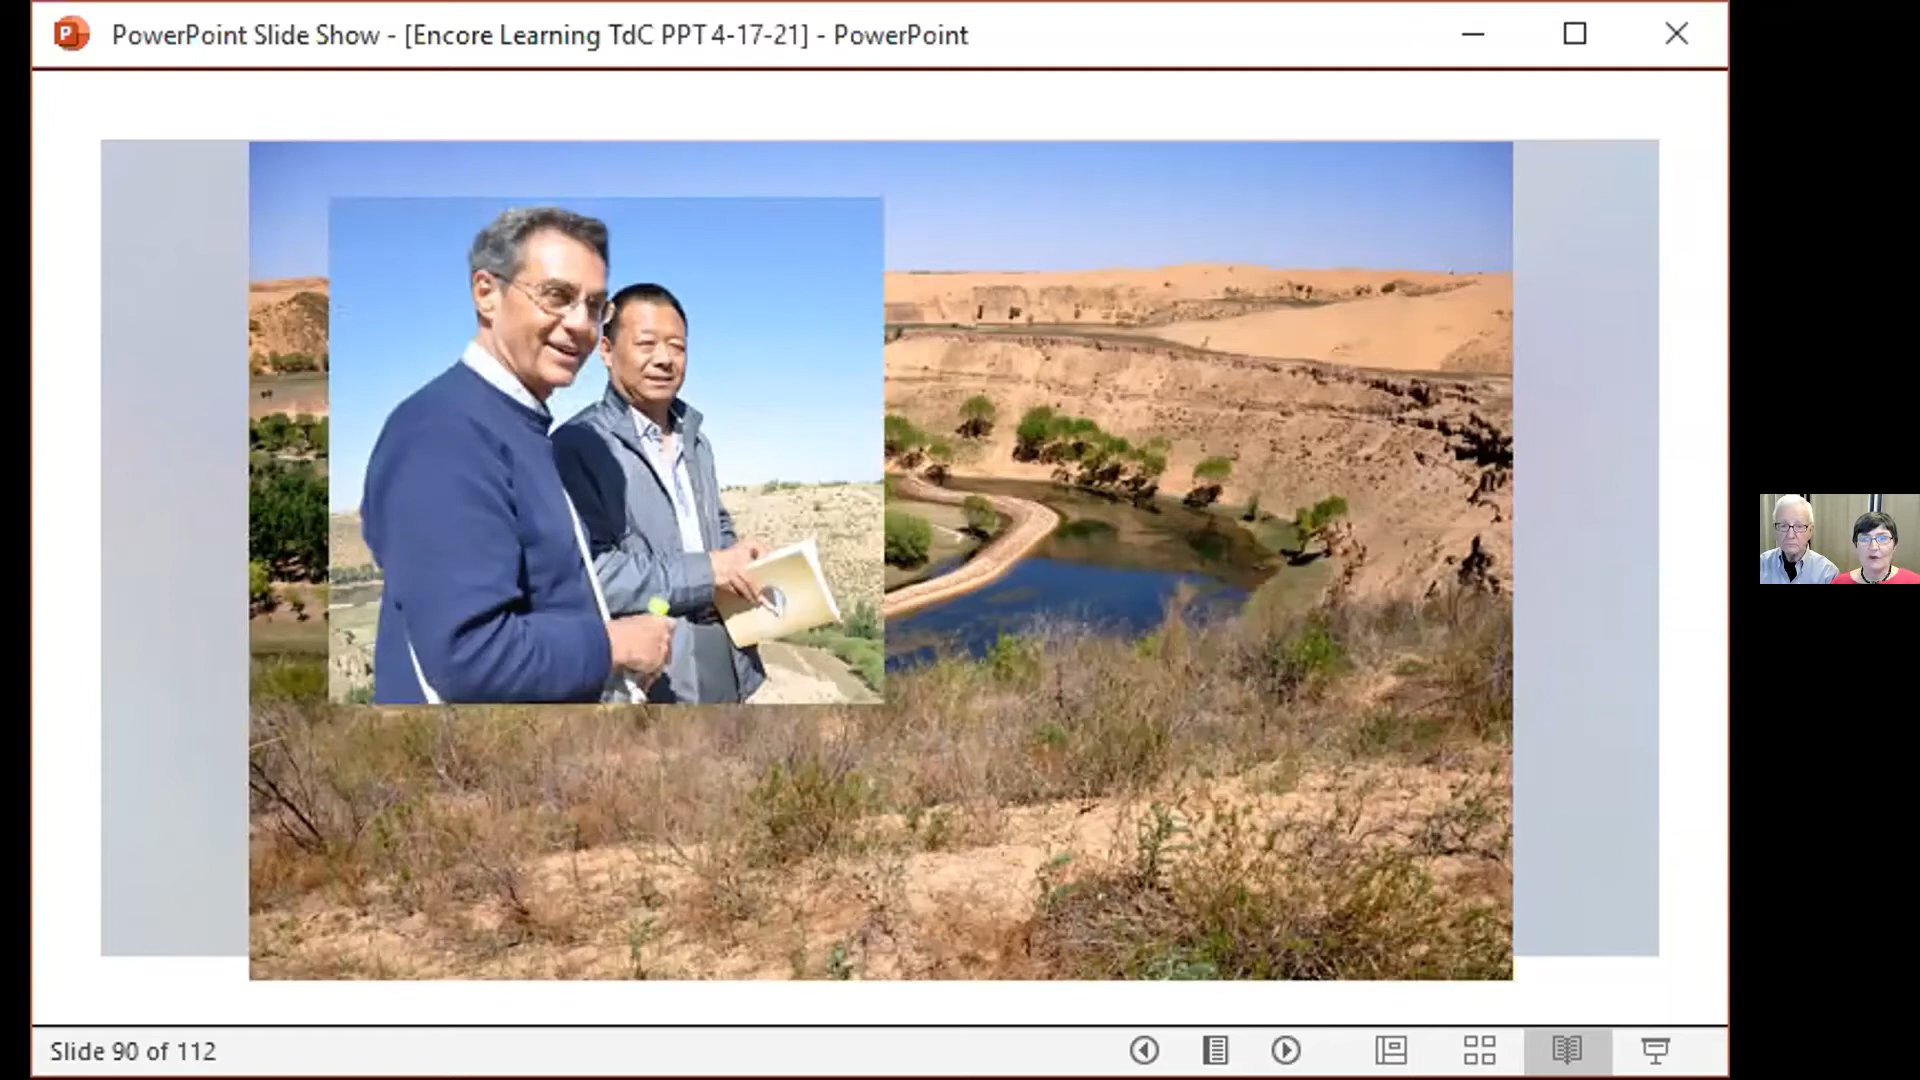 PowerPoint Slide Show - [Encore Learning TdC PPT 4-17-21] - PowerPoint
Slide 90 of 112